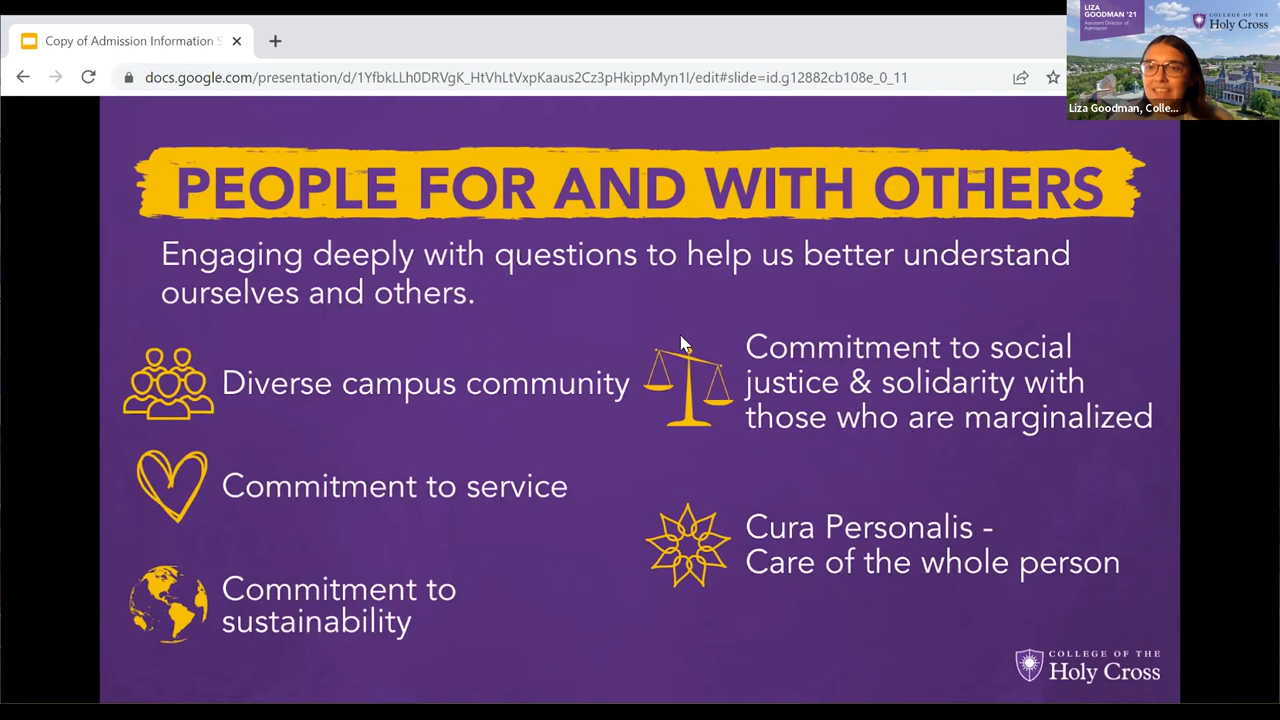 Copy of Admission Information S
docs.google.com/presentation/d/1YfbkLLh0DRVgK_HtVhLtVxpKaaus2Cz3pHkippMyn1I/edit#slide=id.g12882cb108e_0_11
LIZA
GOODMAN '21
Assistant Director of
Admission
COLLEGE OF THE
Holy Cross
Liza Goodman, Colle...
PEOPLE FOR AND WITH OTHERS
Engaging deeply with questions to help us better understand
ourselves and others.
Diverse campus community
Commitment to service
Commitment to
sustainability
Commitment to social
justice & solidarity with
those who are marginalized
Cura Personalis -
Care of the whole person
COLLEGE OF THE
Holy Cross